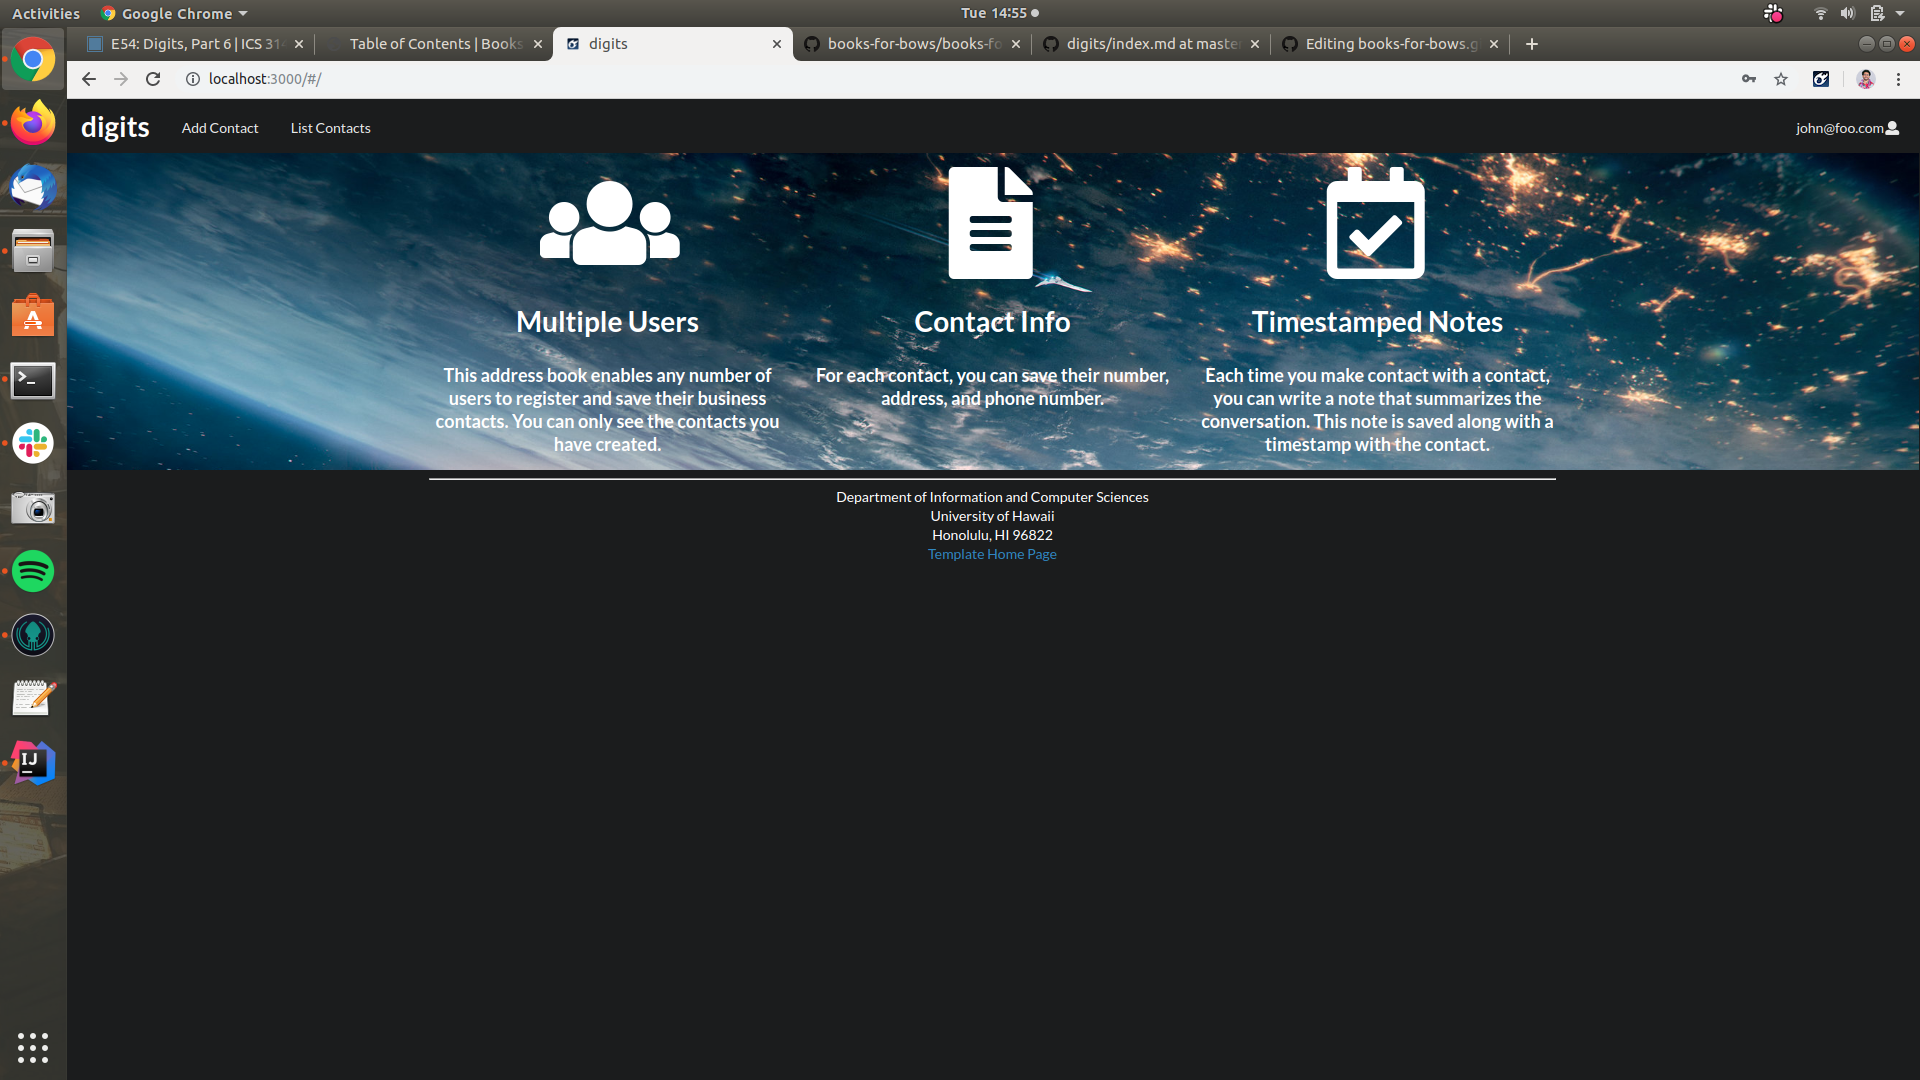 Activities
Google Chrome
Tue 14:55
E54: Digits, Part 6 | ICS 314
Table of Contents | Books
digits
books-for-bows/books-fo
digits/index.md at maste
Editing books-for-bows.g
localhost:3000/#/
digits
Add Contact
List Contacts
john@foo.com
Multiple Users
This address book enables any number of
users to register and save their business
contacts. You can only see the contacts you
have created.
Contact Info
For each contact, you can save their number,
address, and phone number.
Timestamped Notes
Each time you make contact with a contact,
you can write a note that summarizes the
conversation. This note is saved along with a
timestamp with the contact.
Department of Information and Computer Sciences
University of Hawaii
Honolulu, HI 96822
Template Home Page
IJ